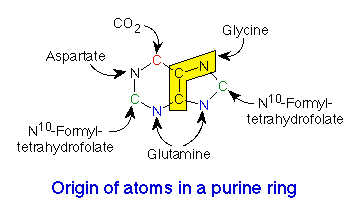 CO2
Glycine
Aspartate
C
N
N
C
C
C
C
N
N
N10-Formyl-
tetrahydrofolate
N10-Formyl-
tetrahydrofolate
Glutamine
Origin of atoms in a purine ring